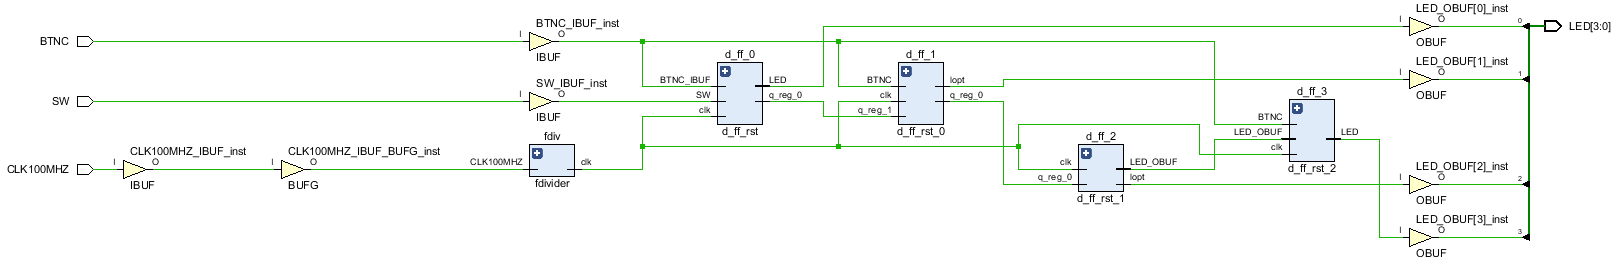 BTNC
SW
CLK100MHZ
CLK100MHZ_IBUF_inst
I
O
IBUF
CLK100MHZ_IBUF_BUFG_inst
I
O
BUFG
BTNC_IBUF_inst
I
O
IBUF
SW_IBUF_inst
I
O
IBUF
fdiv
CLK100MHZ
clk
fdivider
d_ff_0
BTNC_IBUF
SW
clk
LED
q_reg_0
d_ff_rst
d_ff_1
BTNC
clk
q_reg_1
lopt
q_reg_0
d_ff_rst_0
d_ff_2
clk
q_reg_0
LED_OBUF
lopt
d_ff_rst_1
d_ff_3
BTNC
LED_OBUF
clk
LED
d_ff_rst_2
LED_OBUF[0]_inst
I
O
0
OBUF
LED_OBUF[1]_inst
I
O
1
OBUF
LED_OBUF[2]_inst
I
O
2
OBUF
LED_OBUF[3]_inst
I
O
3
OBUF
LED[3:0]